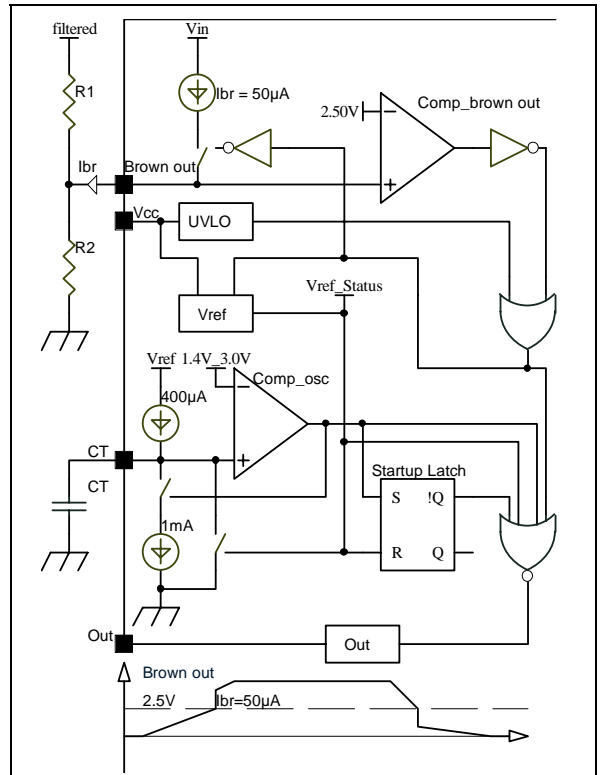 filtered
Vin
R1
Ibr = 50µA
Comp_brown out
2.50V
−
Ibr
Brown out
+
Vcc
UVLO
R2
Vref_Status
Vref
Vref 1.4V_3.0V
Comp_osc
400µA
−
CT
+
Startup Latch
CT
S !Q
1mA
R Q
Out
Out
Brown out
2.5V
Ibr=50µA